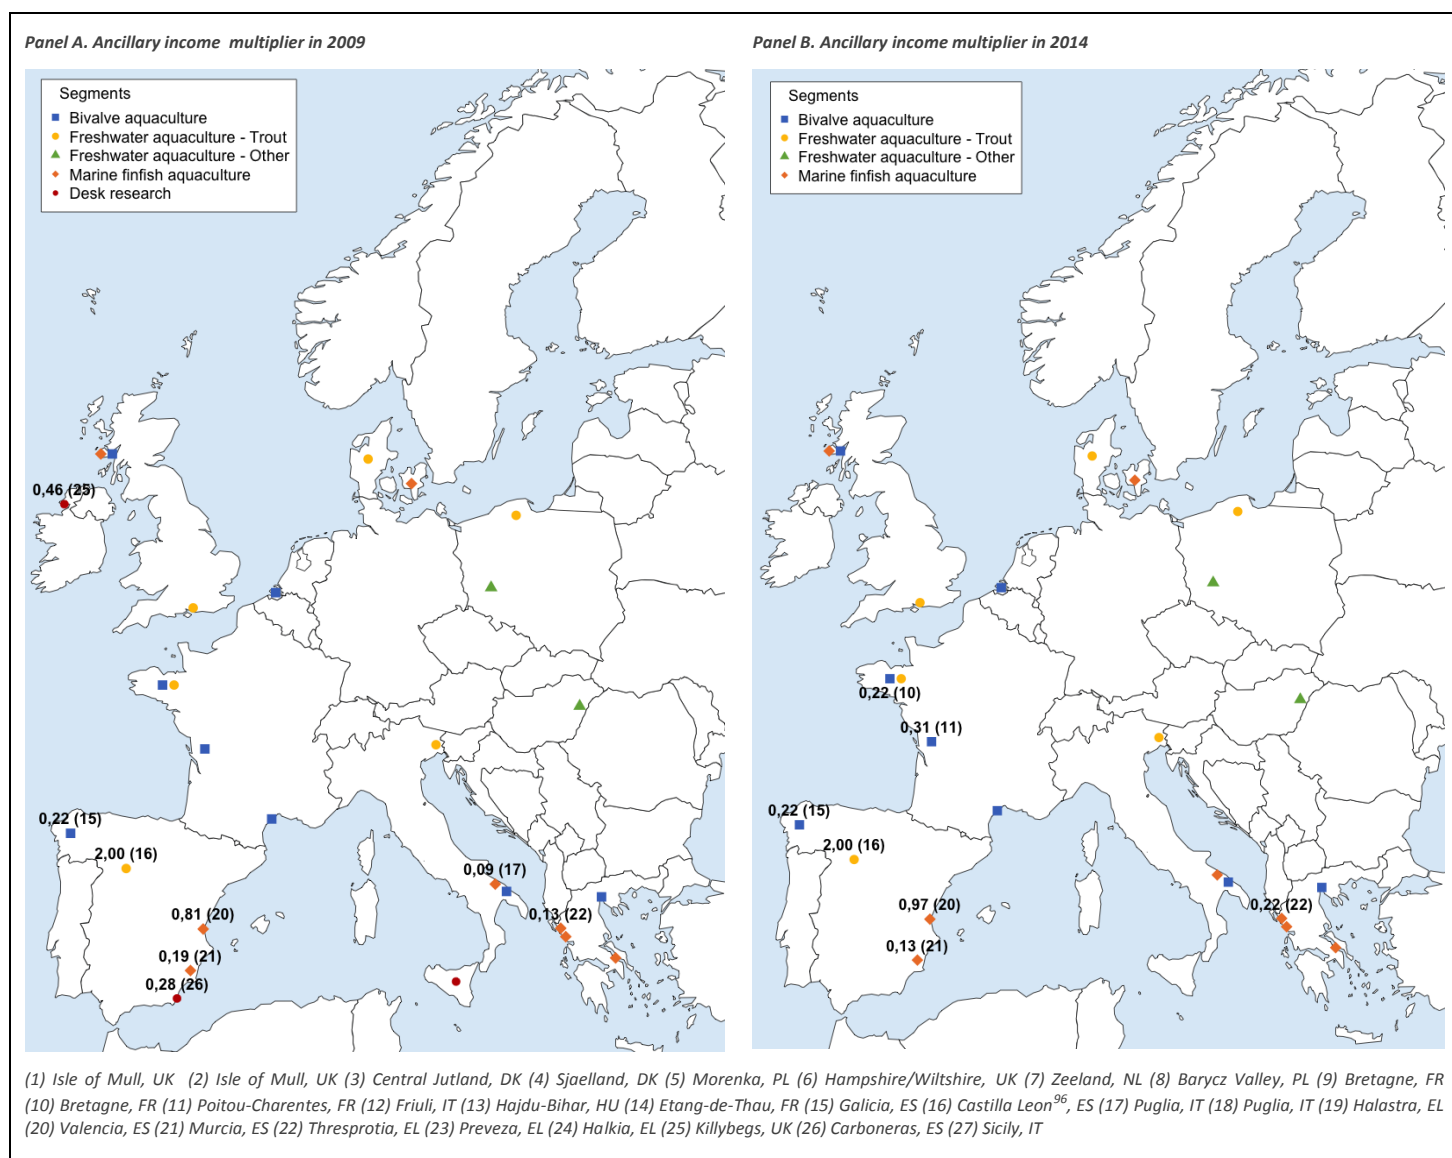 Panel A. Ancillary income multiplier in 2009
Segments
Bivalve aquaculture
Freshwater aquaculture - Trout
Freshwater aquaculture - Other
Marine finfish aquaculture
Desk research
0,46 (25)
0,22 (15)
2,00 (16)
0,09 (17)
0,81 (20)
0,13 (22)
0,19 (21)
0,28 (26)
Panel B. Ancillary income multiplier in 2014
Segments
Bivalve aquaculture
Freshwater aquaculture - Trout
Freshwater aquaculture - Other
Marine finfish aquaculture
0,22 (10)
0,31 (11)
0,22 (15)
2,00 (16)
0,97 (20)
0,22 (22)
0,13 (21)
(1) Isle of Mull, UK (2) Isle of Mull, UK (3) Central Jutland, DK (4) Sjaelland, DK (5) Morenka, PL (6) Hampshire/Wiltshire, UK (7) Zeeland, NL (8) Barycz Valley, PL (9) Bretagne, FR
(10) Bretagne, FR (11) Poitou-Charentes, FR (12) Friuli, IT (13) Hajdu-Bihar, HU (14) Etang-de-Thau, FR (15) Galicia, ES (16) Castilla Leon96, ES (17) Puglia, IT (18) Puglia, IT (19) Halastra, EL
(20) Valencia, ES (21) Murcia, ES (22) Thresprotia, EL (23) Preveza, EL (24) Halkia, EL (25) Killybegs, UK (26) Carboneras, ES (27) Sicily, IT